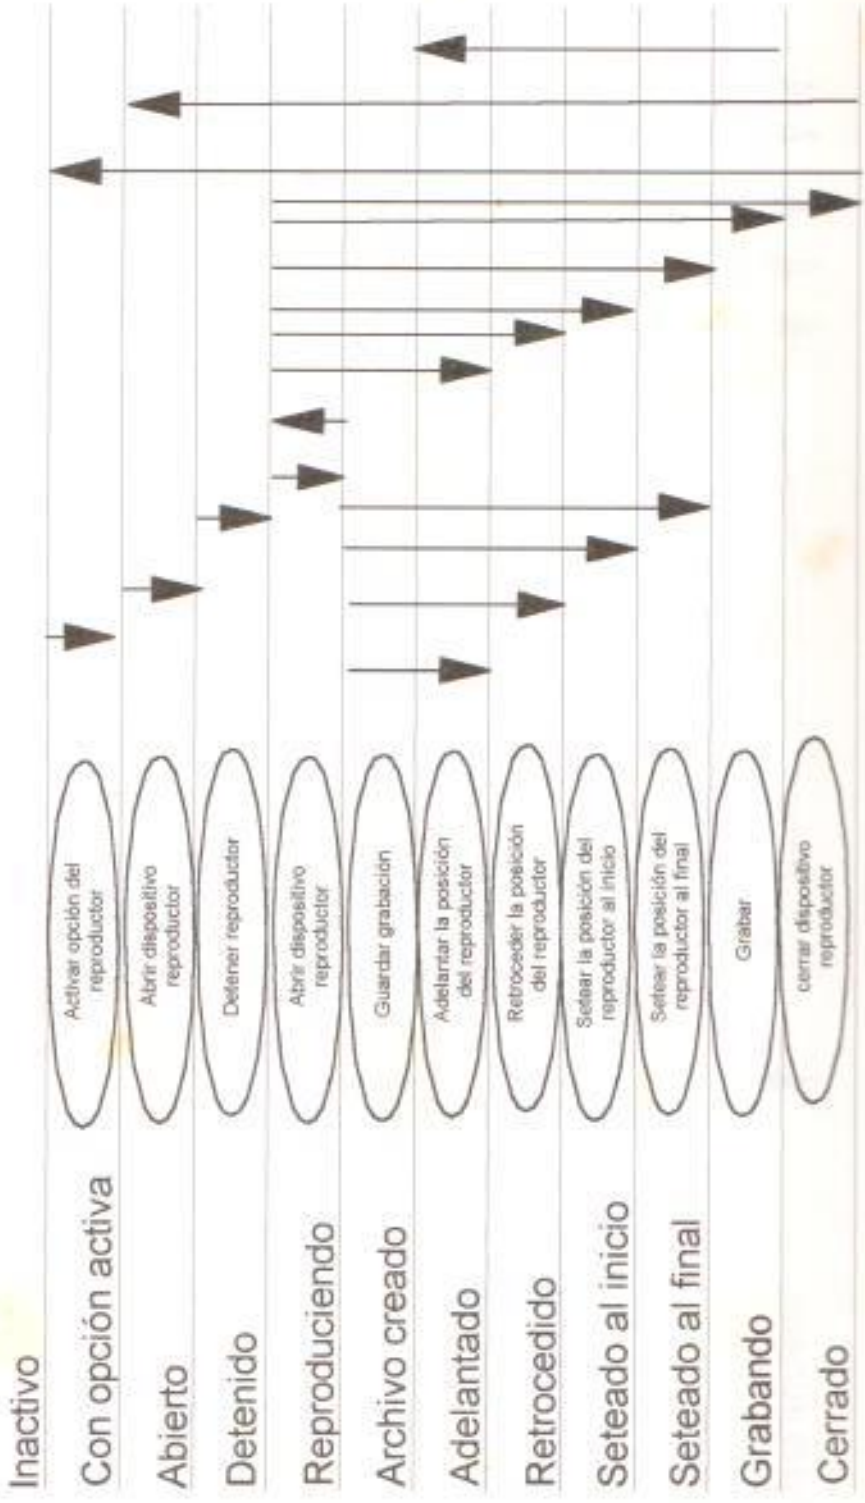 Inactivo
Con opción activa
Activar opción del
reproductor
Abierto
Abrir dispositivo
reproductor
Detenido
Detener reproductor
Reproduciendo
Abrir dispositivo
reproductor
Archivo creado
Guardar grabación
Adelantado
Adelantar la posición
del reproductor
Retrocedido
Retroceder la posición
del reproductor
Seteado al inicio
Setear la posición del
reproductor al inicio
Seteado al final
Setear la posición del
reproductor al final
Grabando
Grabar
Cerrado
cerrar dispositivo
reproductor